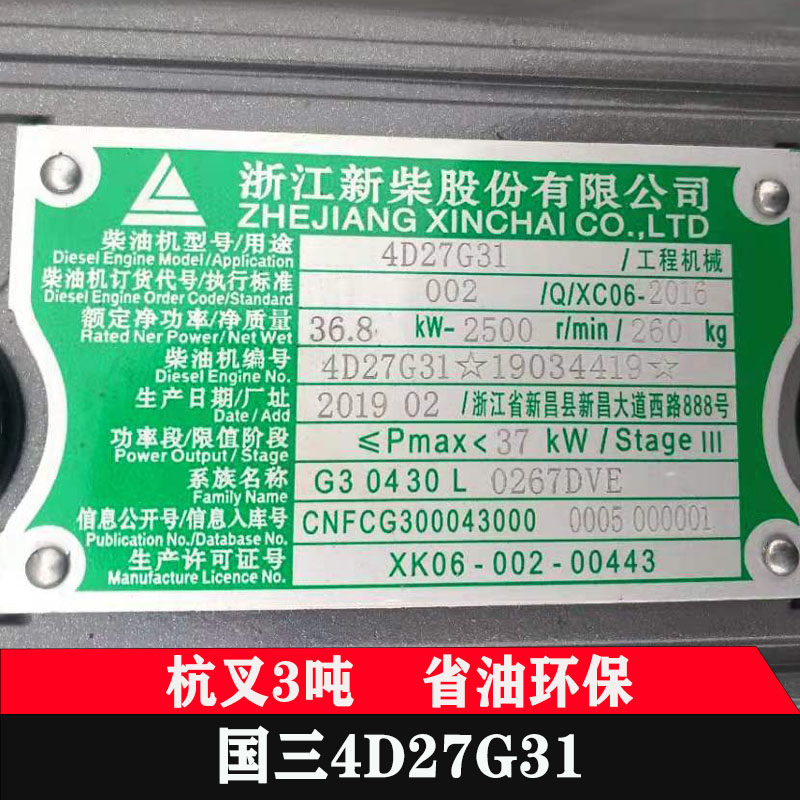 浙江新柴股份有限公司
ZHEJIANG XINCHAI CO.,LTD
柴油机型号/用途 4D27G31 /工程机械
Diesel Engine Model/Application
柴油机订货代号/执行标准 002 /Q/XC06-2016
Diesel Engine Order Code/Standard
额定净功率/净质量 36.8 kW-2500 r/min/260 kg
Rated Ner Power/Net Wet
柴油机编号 4D27G31☆19034419☆
Diesel Engine No.
生产日期/厂址 2019 02 /浙江省新昌县新昌大道西路888号
Date/Add
功率段/限值阶段 ≤Pmax<37 kW/Stage III
Power Output/Stage
系族名称 G3 0430 L 0267DVE
Family Name
信息公开号/信息入库号 CNFCG300043000 0005 000001
Publication No./Database No.
生产许可证号 XK06-002-00443
Manufacture Licence No.
杭叉3吨 省油环保
国三4D27G31